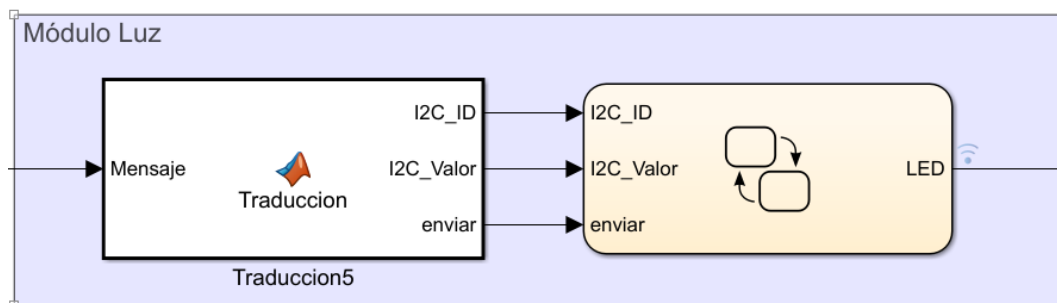 Módulo Luz
Mensaje
Traduccion
I2C_ID
I2C_Valor
enviar
Traduccion5
I2C_ID
I2C_Valor
enviar
LED